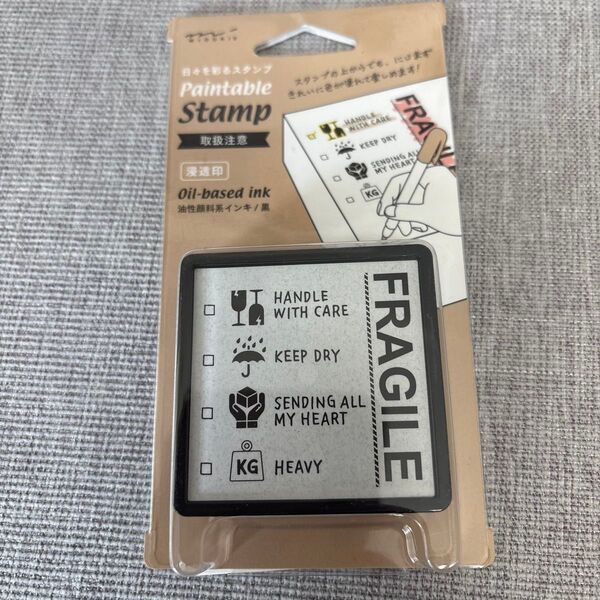 MIDORI
日々を彩るスタンプ
Paintable
Stamp
取扱注意
浸透印
Oil-based ink
油性顔料系インキ / 黒
スタンプの上からでも、にじまず
きれいに色が塗れて楽しめます!
HANDLE
WITH CARE
KEEP DRY
SENDING ALL
MY HEART
KG
FRAGIL
HANDLE
WITH CARE
KEEP DRY
SENDING ALL
MY HEART
KG HEAVY
FRAGILE